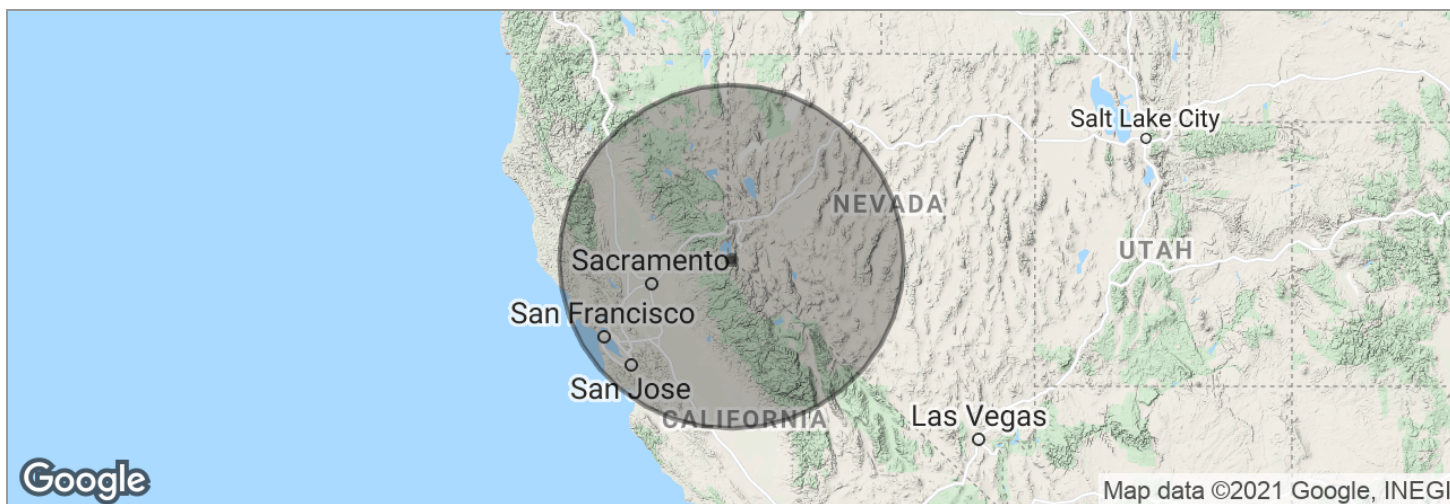 Salt Lake City
NEVADA
UTAH
Sacramento
San Francisco
San Jose
CALIFORNIA
Las Vegas
Google
Map data ©2021 Google, INEGI